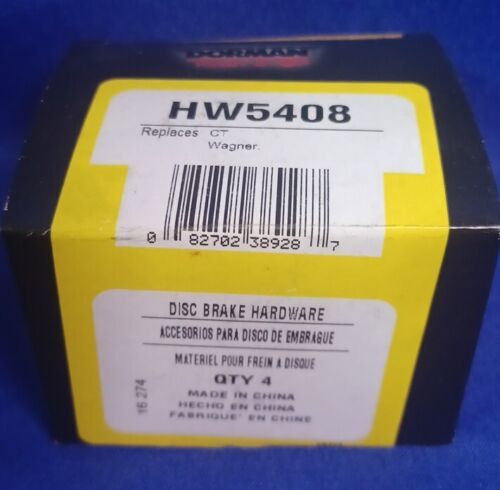 DORMAN
HW5408
Replaces CT
Wagner.
0 82702 38928 7
DISC BRAKE HARDWARE
ACCESORIOS PARA DISCO DE EMBRAGUE
MATERIEL POUR FREIN A DISQUE
QTY 4
MADE IN CHINA
HECHO EN CHINA
FABRIQUE' EN CHINE
16 274